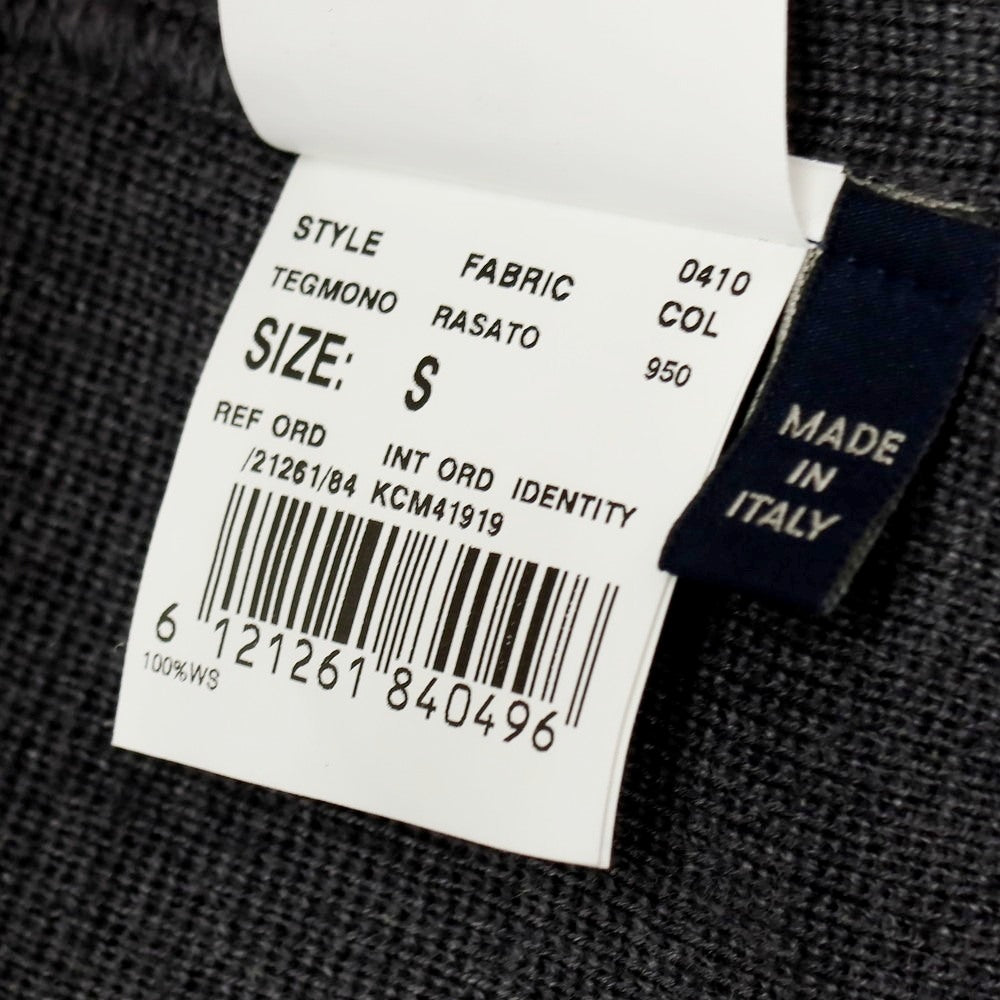 0410
STYLE FABRIC COL
TEGMONO RASATO 950
SIZE: S
REF ORD INT ORD IDENTITY
/21261/84 KCM41919
6 121261 840496
100%WS
MADE
IN
ITALY